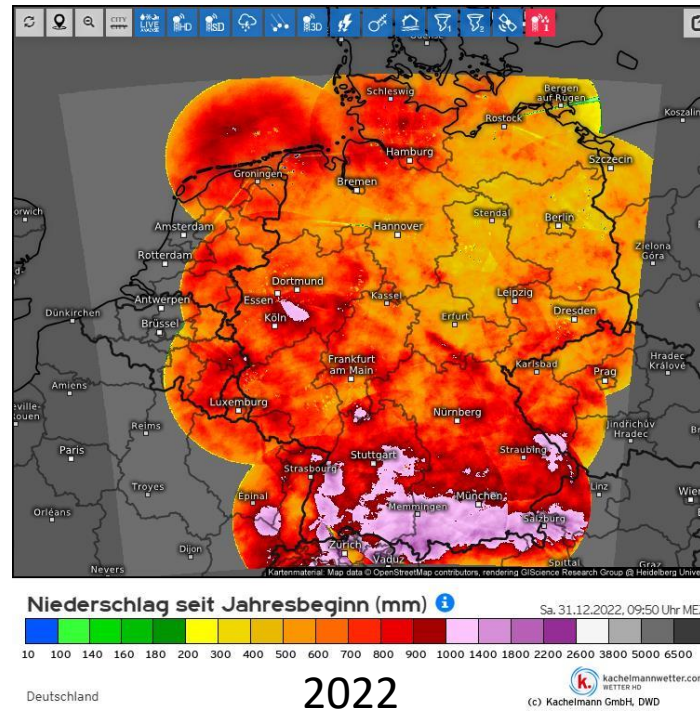 CITY
LIVE
HD
SD
3D
Schleswig
Bergen
auf Rügen
Rostock
Koszalin
Hamburg
Szczecin
Groningen
Bremen
Stendal
Berlin
Amsterdam
Hannover
Zielona
Góra
Rotterdam
Dortmund
Essen
Kassel
Leipzig
Antwerpen
Köln
Erfurt
Dresden
Dünkirchen
Brüssel
Frankfurt
am Main
Karlsbad
Prag
Hradec
Králové
Amiens
Luxemburg
Nürnberg
Jindřichův
Hradec
Reims
Paris
Stuttgart
Straubing
Strasbourg
Linz
Troyes
Epinal
München
Orléans
Memmingen
Salzburg
Dijon
Zürich
Vaduz
Nevers
Spittal
Graz
Kartenmaterial: Map data © OpenStreetMap contributors, rendering GIScience Research Group @ Heidelberg Unive
Niederschlag seit Jahresbeginn (mm) i
Sa. 31.12.2022, 09:50 Uhr ME
10 100 140 160 180 200 300 400 500 600 700 800 900 1000 1400 1800 2200 2600 3800 5000 6500
Deutschland
2022
k. kachelmannwetter.com
WETTER HD
(c) Kachelmann GmbH, DWD